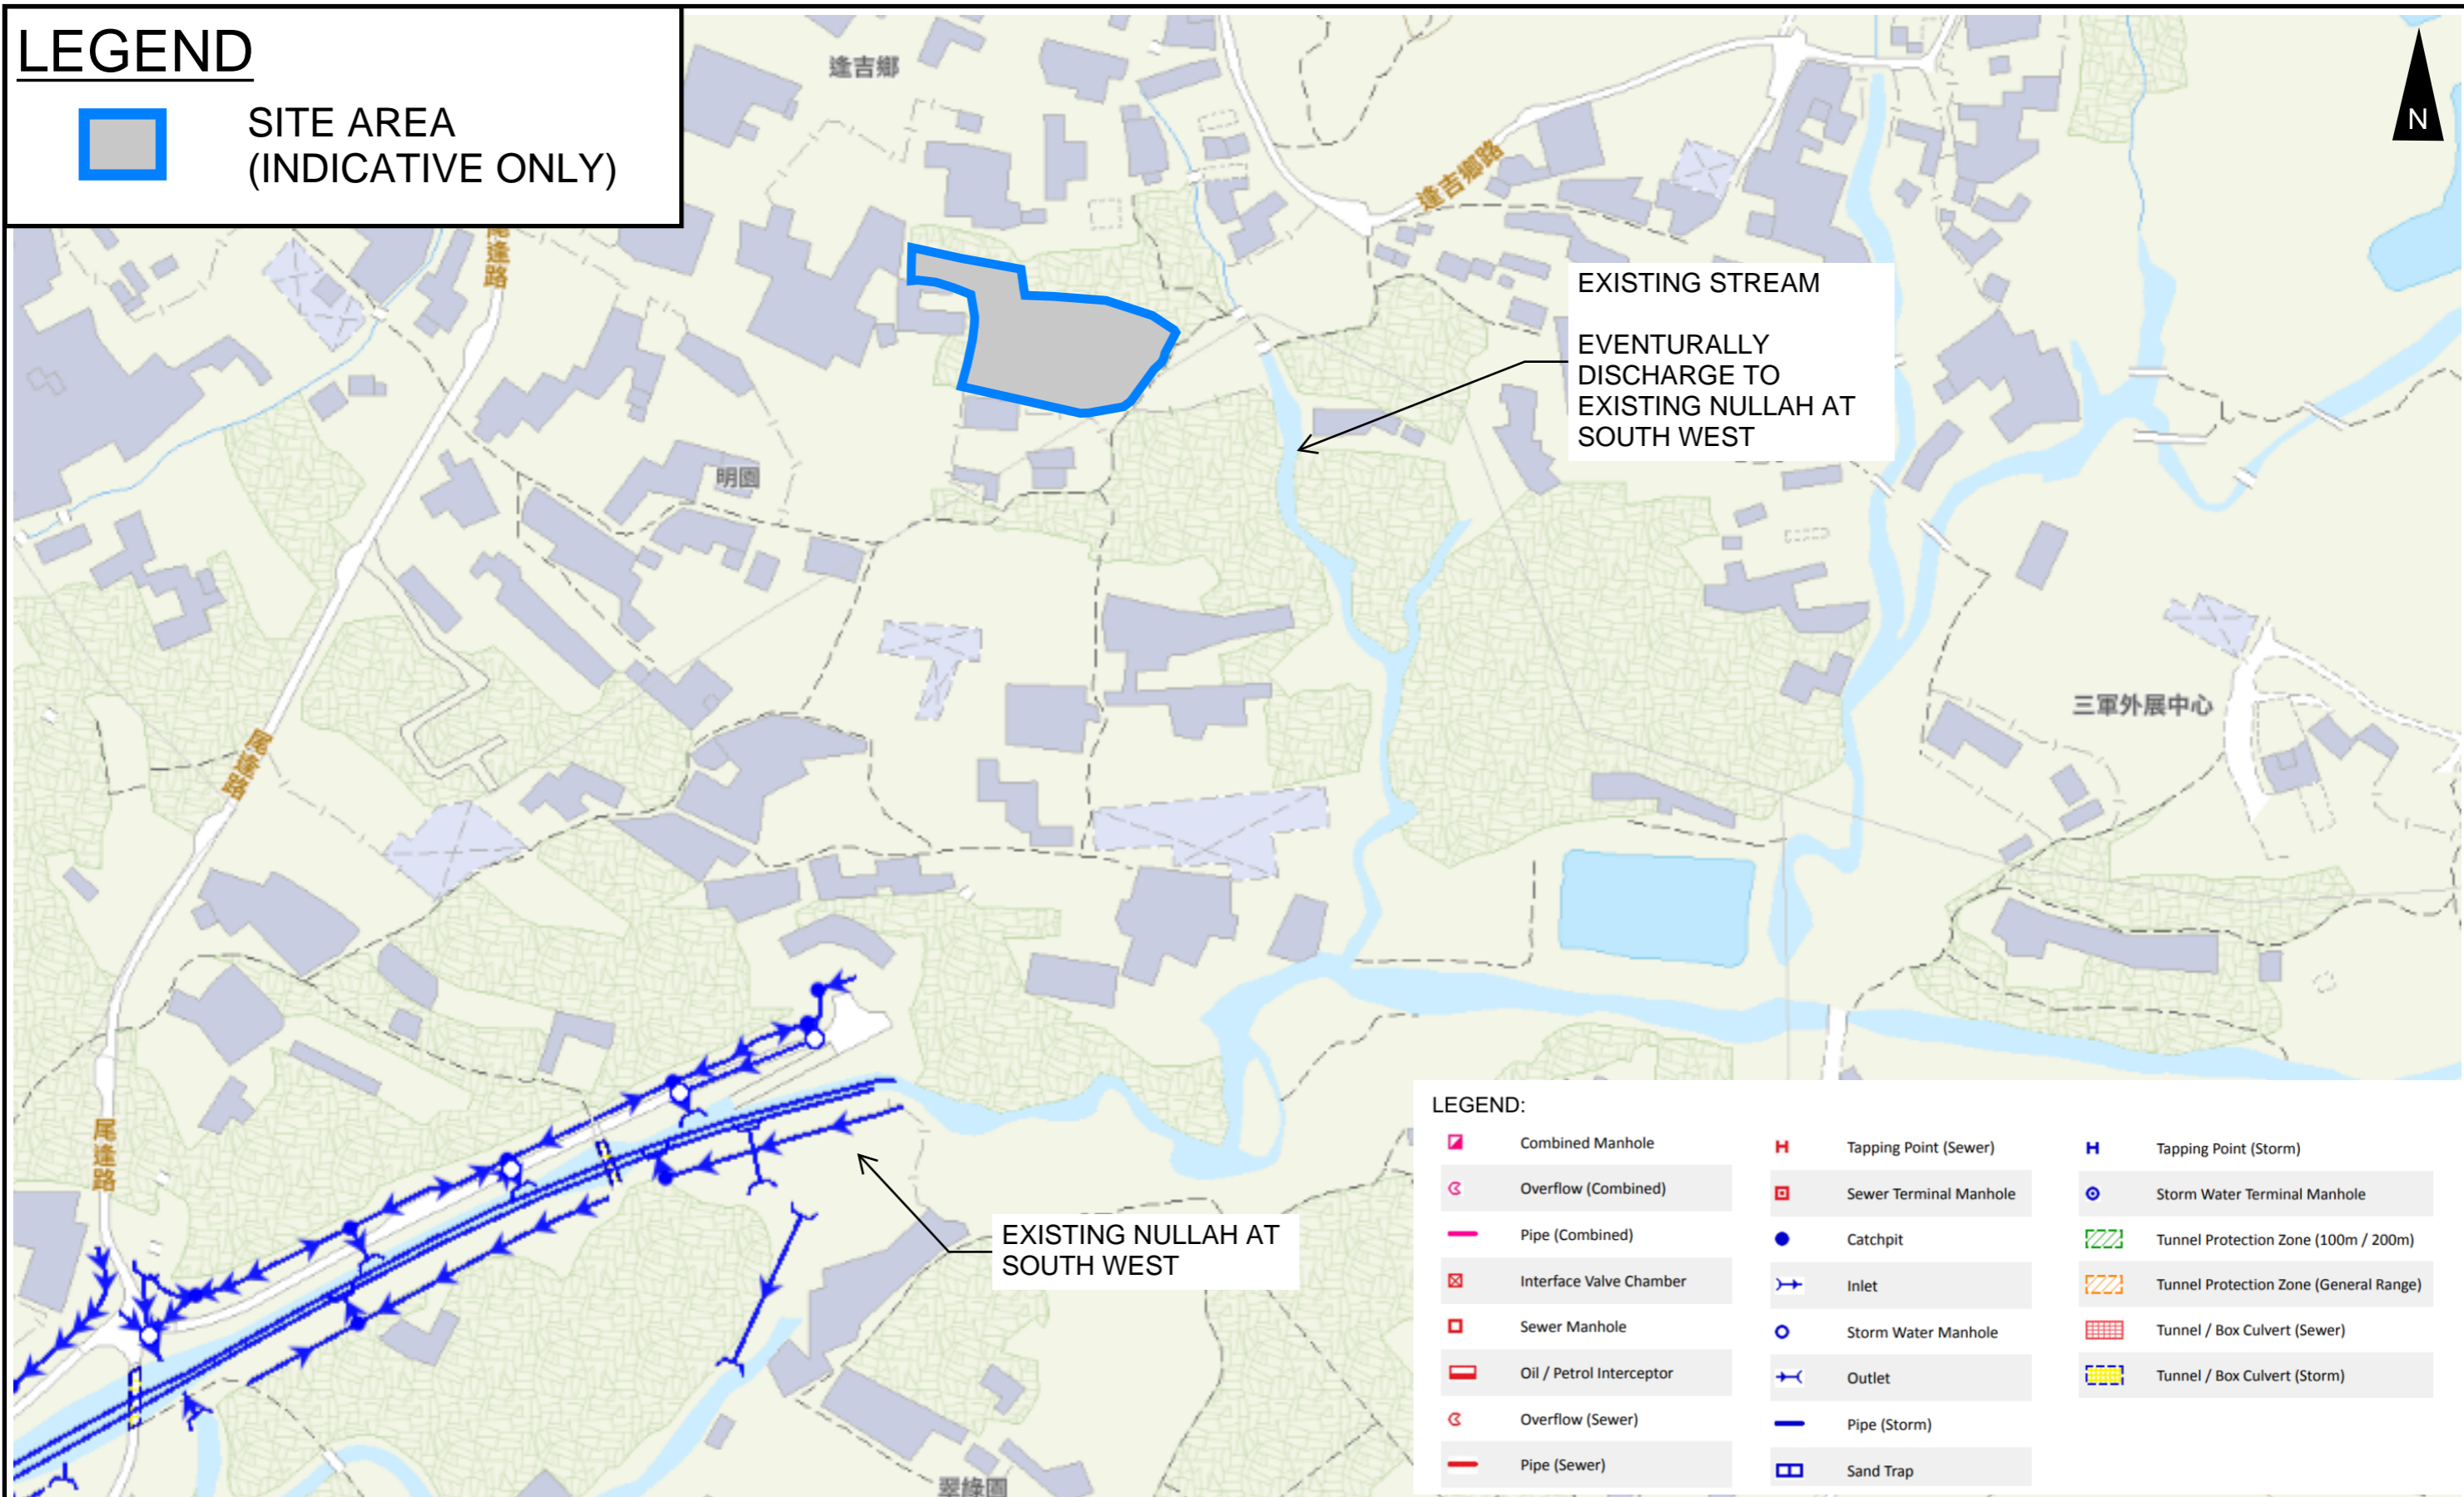 LEGEND
SITE AREA
(INDICATIVE ONLY)
逢吉鄉
N
逢吉鄉路
尾逢路
EXISTING STREAM
EVENTURALLY
DISCHARGE TO
EXISTING NULLAH AT
SOUTH WEST
明園
三軍外展中心
尾逢路
尾逢路
EXISTING NULLAH AT
SOUTH WEST
翠綠園
LEGEND:
Combined Manhole
Overflow (Combined)
Pipe (Combined)
Interface Valve Chamber
Sewer Manhole
Oil / Petrol Interceptor
Overflow (Sewer)
Pipe (Sewer)
Tapping Point (Sewer)
Sewer Terminal Manhole
Catchpit
Inlet
Storm Water Manhole
Outlet
Pipe (Storm)
Sand Trap
Tapping Point (Storm)
Storm Water Terminal Manhole
Tunnel Protection Zone (100m / 200m)
Tunnel Protection Zone (General Range)
Tunnel / Box Culvert (Sewer)
Tunnel / Box Culvert (Storm)